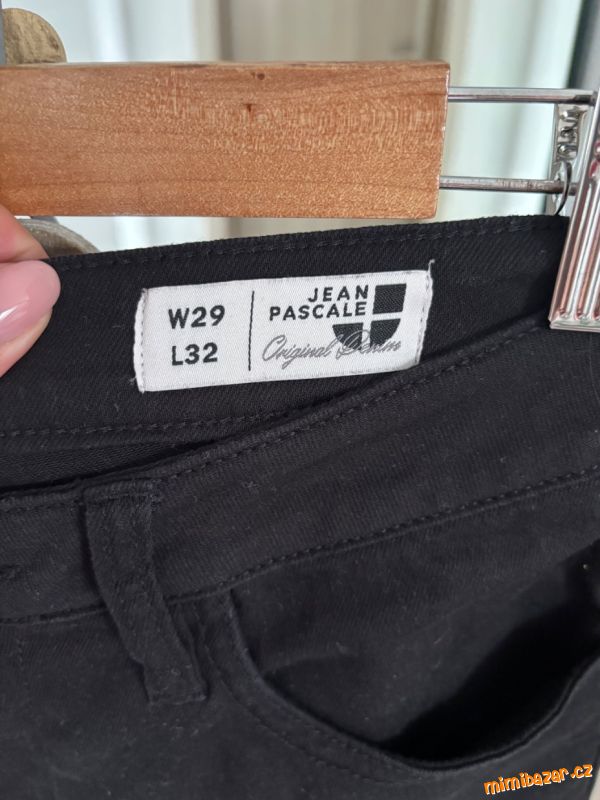 W29
L32
JEAN
PASCALE
Original Denim
mimibazar.cz